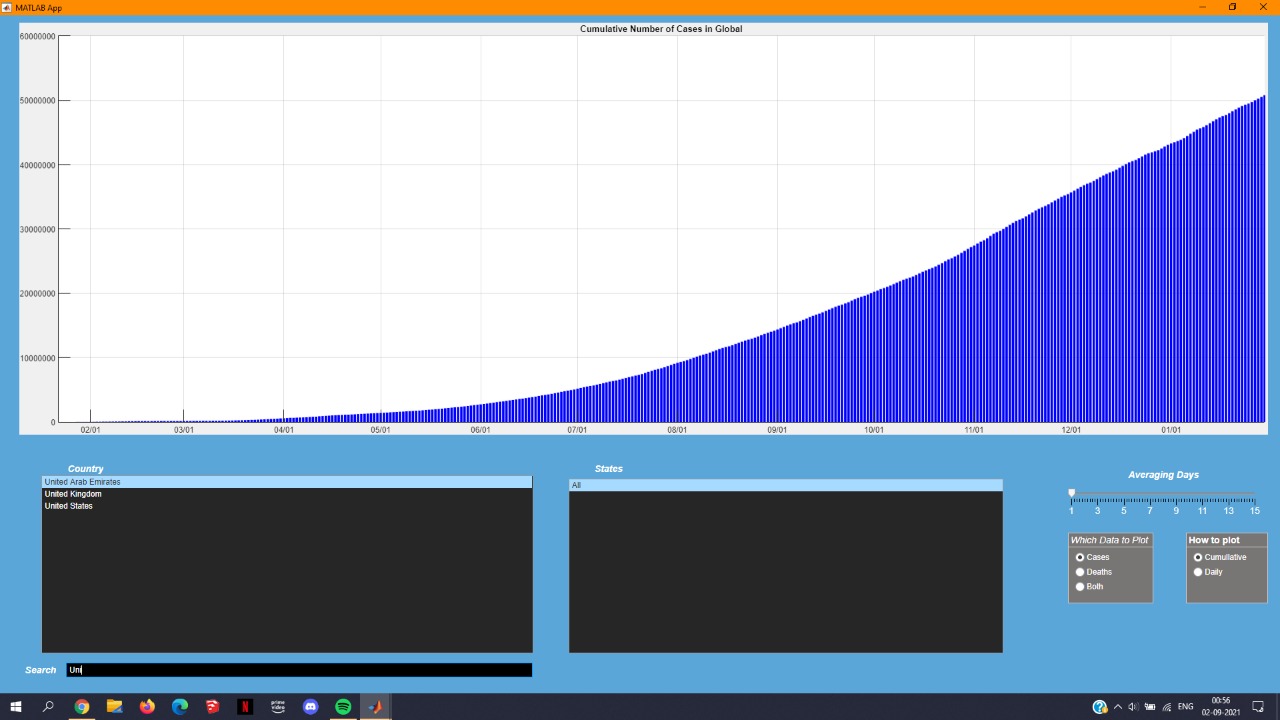 MATLAB App
Cumulative Number of Cases in Global
60000000
50000000
40000000
30000000
20000000
10000000
0
02/01 03/01 04/01 05/01 06/01 07/01 08/01 09/01 10/01 11/01 12/01 01/01
Country
United Arab Emirates
United Kingdom
United States
Search Uni
States
All
Averaging Days
1 3 5 7 9 11 13 15
Which Data to Plot
Cases
Deaths
Both
How to plot
Cumullative
Daily
N
prime video
ENG
00:56
02-09-2021